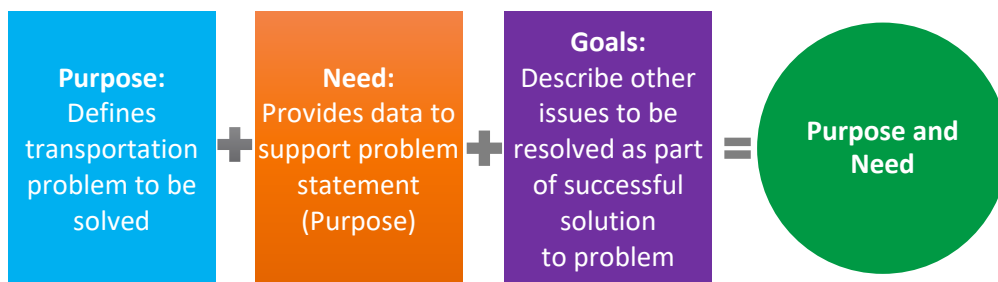 Purpose:
Defines
transportation
problem to be
solved
Need:
Provides data to
support problem
statement
(Purpose)
Goals:
Describe other
issues to be
resolved as part
of successful
solution
to problem
Purpose and
Need